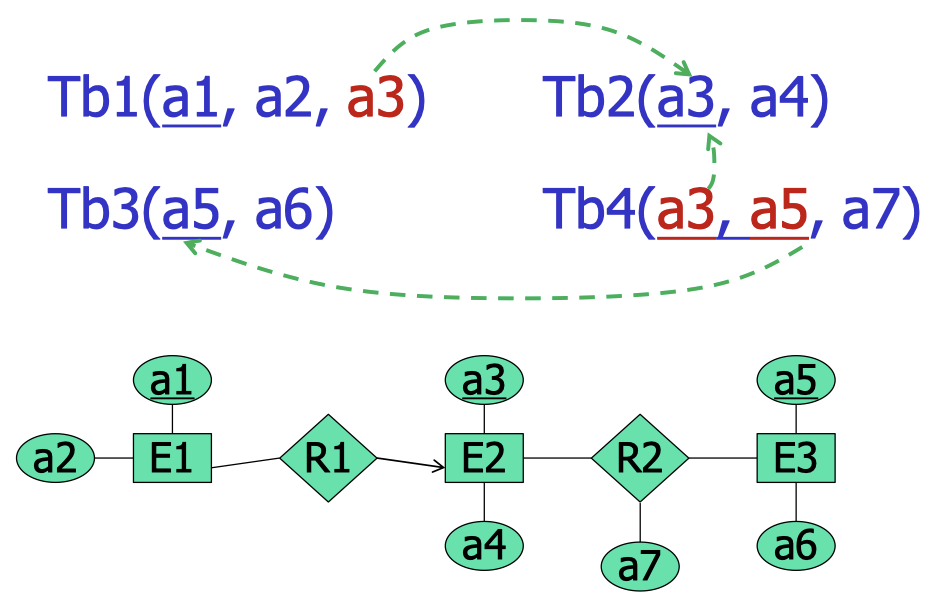 Tb1(a1, a2, a3) Tb2(a3, a4)
Tb3(a5, a6) Tb4(a3, a5, a7)
a1 a3 a5
a2 E1 R1 E2 R2 E3
a4 a7 a6